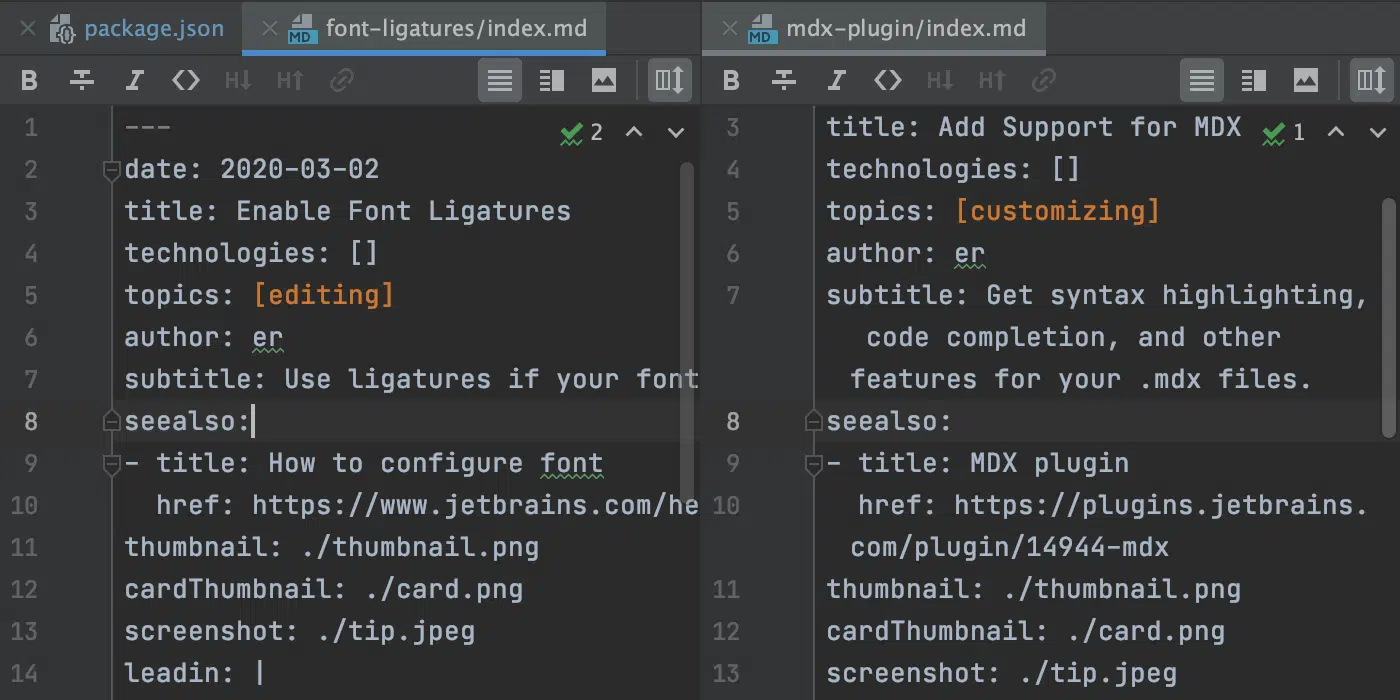 package.json
font-ligatures/index.md
mdx-plugin/index.md
B S I <> H↓ H↑
B S I <> H↓ H↑
2
1 ---
2 date: 2020-03-02
3 title: Enable Font Ligatures
4 technologies: []
5 topics: [editing]
6 author: er
7 subtitle: Use ligatures if your font
8 seealso:
9 - title: How to configure font
10 href: https://www.jetbrains.com/he
11 thumbnail: ./thumbnail.png
12 cardThumbnail: ./card.png
13 screenshot: ./tip.jpeg
14 leadin: |
1
3 title: Add Support for MDX
4 technologies: []
5 topics: [customizing]
6 author: er
7 subtitle: Get syntax highlighting,
code completion, and other
features for your .mdx files.
8 seealso:
9 - title: MDX plugin
10 href: https://plugins.jetbrains.
com/plugin/14944-mdx
11 thumbnail: ./thumbnail.png
12 cardThumbnail: ./card.png
13 screenshot: ./tip.jpeg